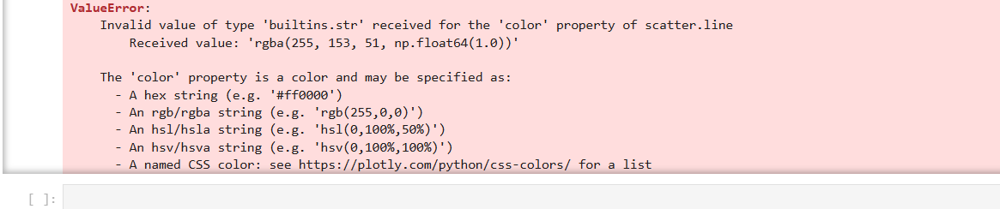 ValueError:
Invalid value of type 'builtins.str' received for the 'color' property of scatter.line
Received value: 'rgba(255, 153, 51, np.float64(1.0))'
The 'color' property is a color and may be specified as:
- A hex string (e.g. '#ff0000')
- An rgb/rgba string (e.g. 'rgb(255,0,0)')
- An hsl/hsla string (e.g. 'hsl(0,100%,50%)')
- An hsv/hsva string (e.g. 'hsv(0,100%,100%)')
- A named CSS color: see https://plotly.com/python/css-colors/ for a list
[ ]: